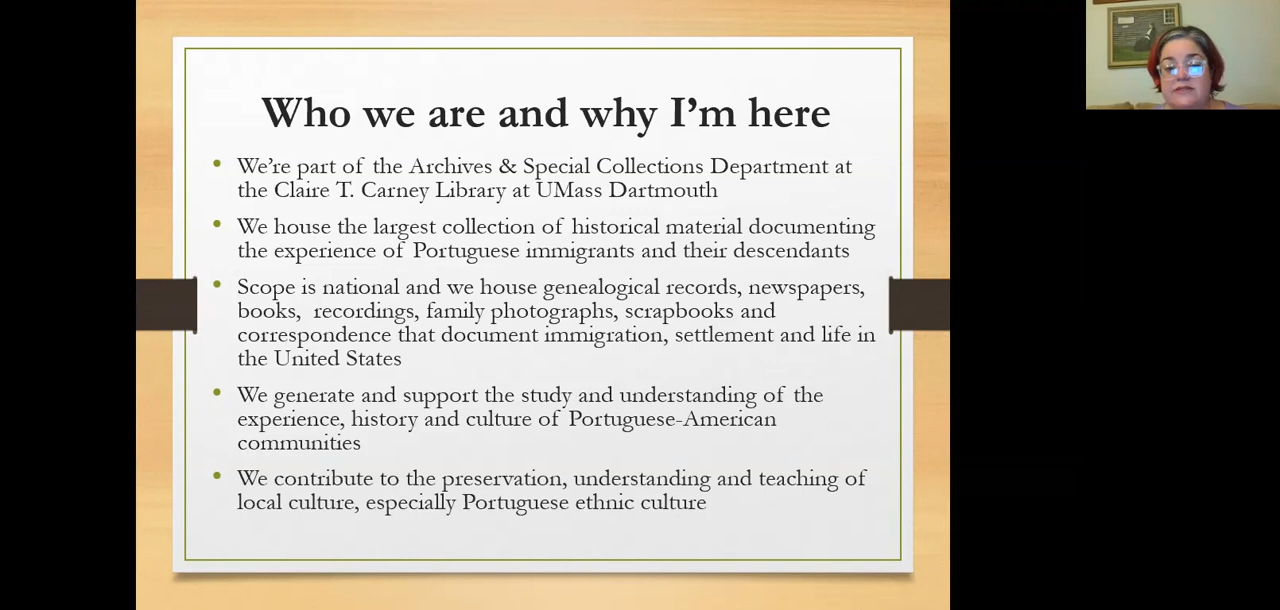 Who we are and why I’m here
• We’re part of the Archives & Special Collections Department at
the Claire T. Carney Library at UMass Dartmouth
• We house the largest collection of historical material documenting
the experience of Portuguese immigrants and their descendants
• Scope is national and we house genealogical records, newspapers,
books, recordings, family photographs, scrapbooks and
correspondence that document immigration, settlement and life in
the United States
• We generate and support the study and understanding of the
experience, history and culture of Portuguese-American
communities
• We contribute to the preservation, understanding and teaching of
local culture, especially Portuguese ethnic culture